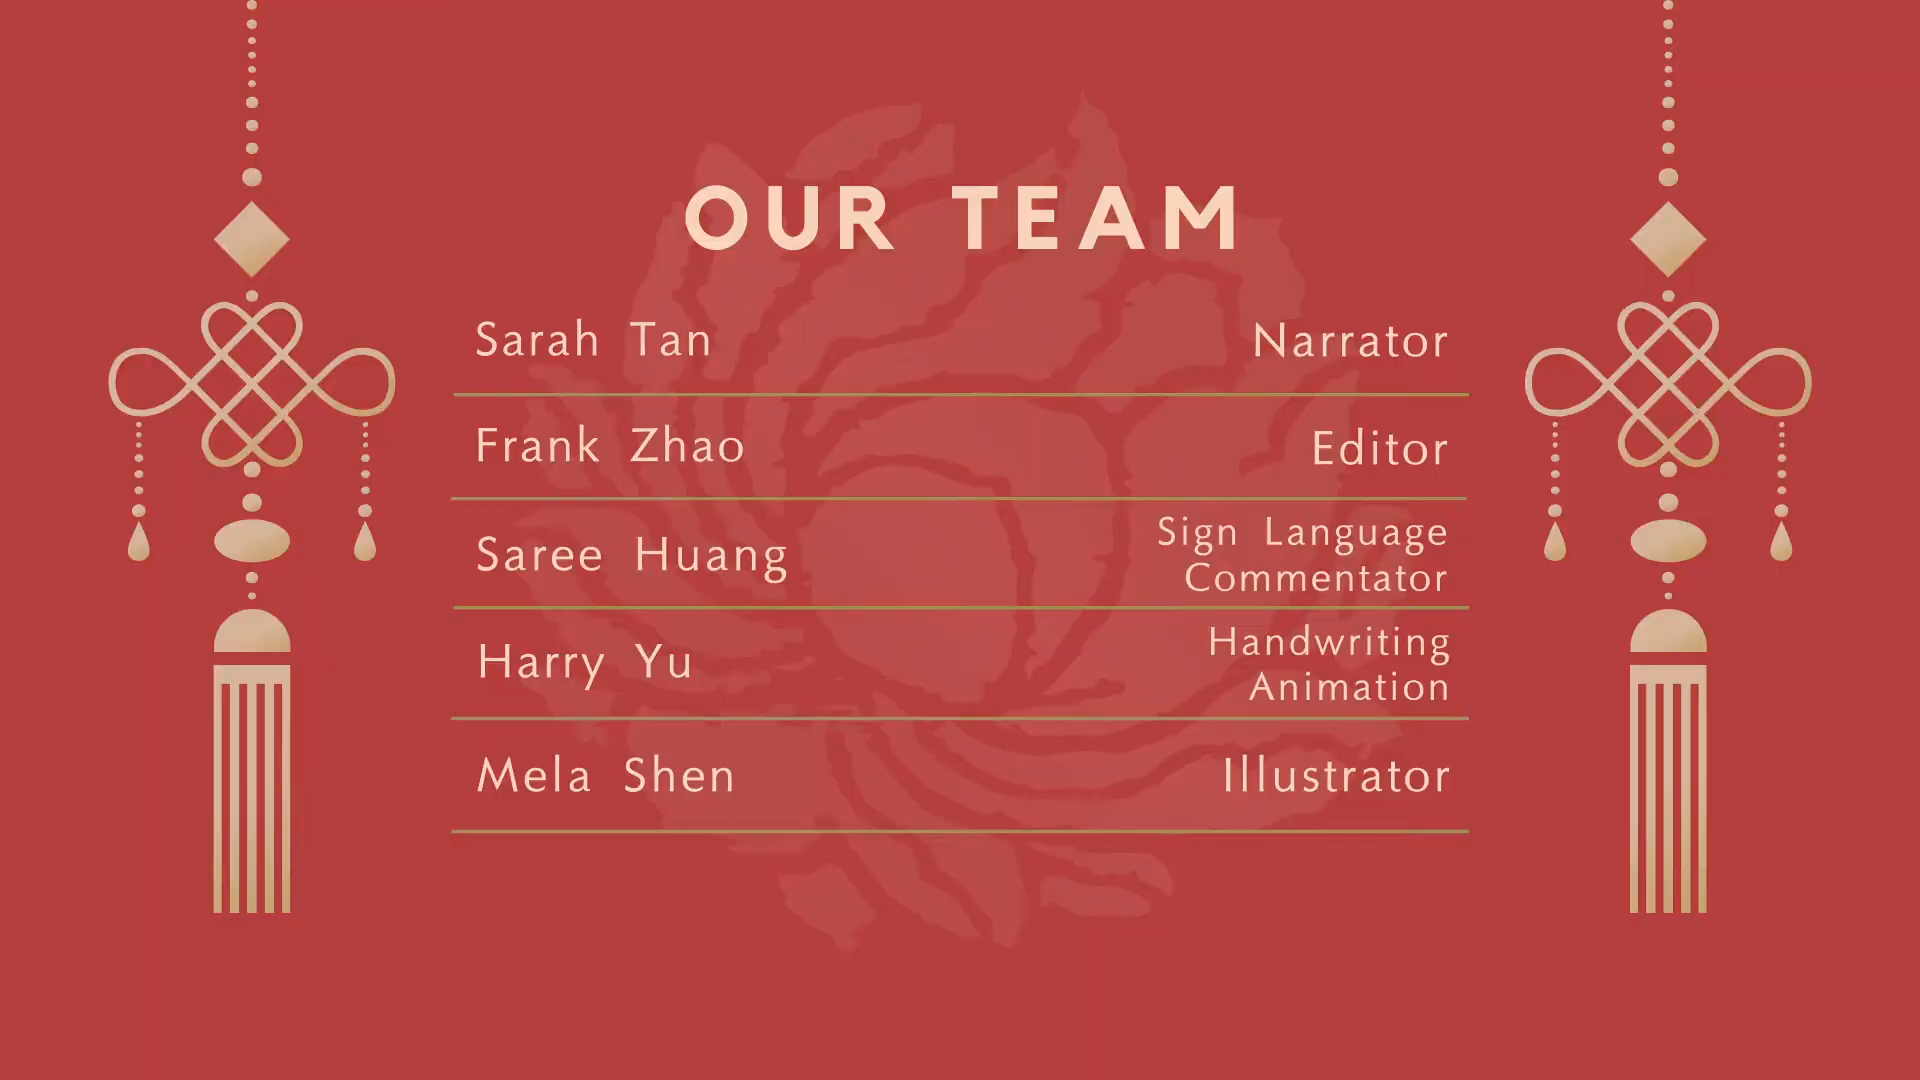 OUR TEAM
Sarah Tan Narrator
Frank Zhao Editor
Saree Huang Sign Language
Commentator
Harry Yu Handwriting
Animation
Mela Shen Illustrator